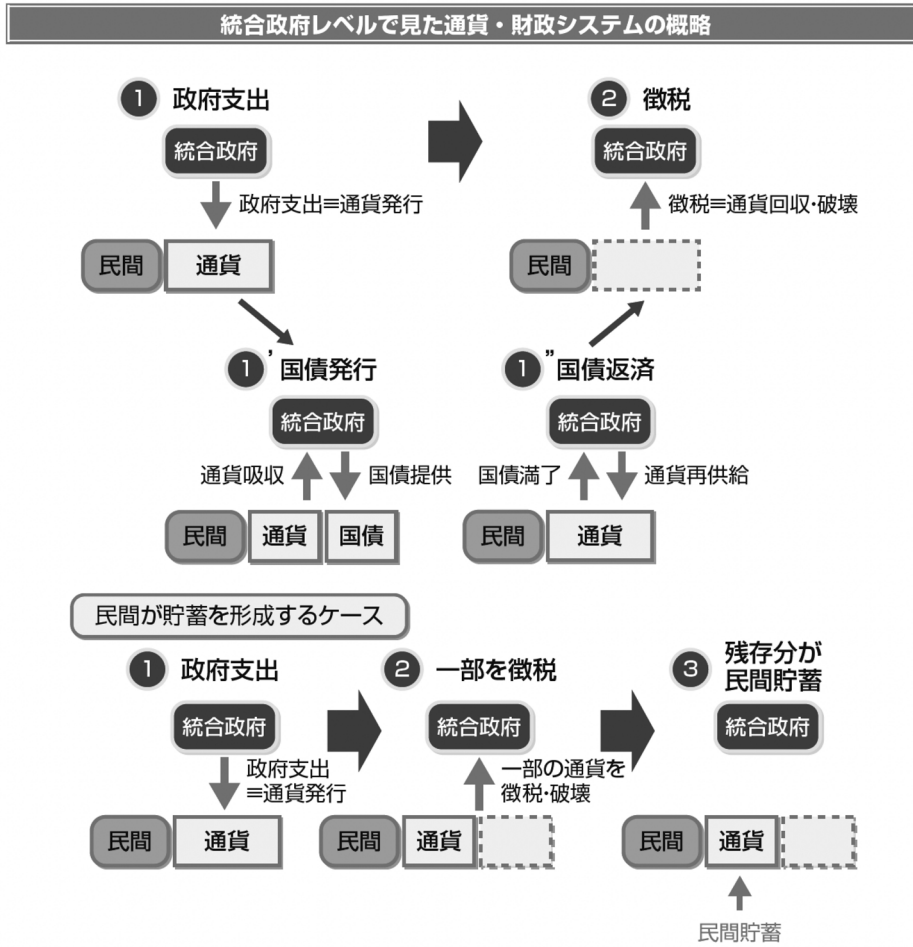 統合政府レベルで見た通貨・財政システムの概略
① 政府支出
統合政府
政府支出≡通貨発行
民間
通貨
② 徴税
統合政府
徴税≡通貨回収・破壊
民間
①’国債発行
統合政府
通貨吸収
国債提供
民間
通貨
国債
①”国債返済
統合政府
国債満了
通貨再供給
民間
通貨
民間が貯蓄を形成するケース
① 政府支出
統合政府
政府支出
≡通貨発行
民間
通貨
② 一部を徴税
統合政府
一部の通貨を
徴税・破壊
民間
通貨
③ 残存分が
民間貯蓄
統合政府
民間
通貨
民間貯蓄